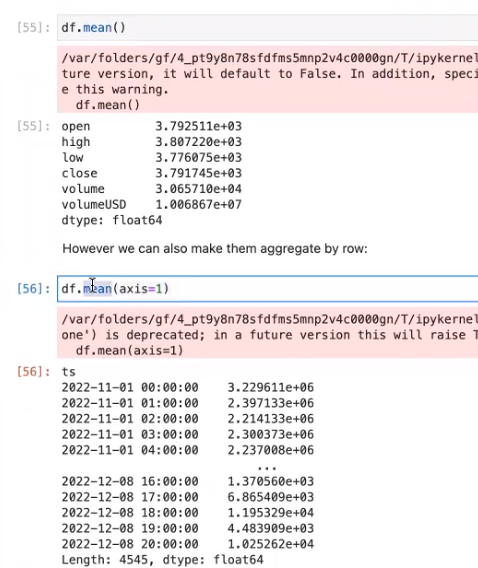 [55]: df.mean()
/var/folders/gf/4_pt9y8n78sfdfms5mnp2v4c0000gn/T/ipykernel
ture version, it will default to False. In addition, speci
e this warning.
df.mean()
[55]: open 3.792511e+03
high 3.807220e+03
low 3.776075e+03
close 3.791745e+03
volume 3.065710e+04
volumeUSD 1.006867e+07
dtype: float64
However we can also make them aggregate by row:
[56]: df.mean(axis=1)
/var/folders/gf/4_pt9y8n78sfdfms5mnp2v4c0000gn/T/ipykernel
one') is deprecated; in a future version this will raise T
df.mean(axis=1)
[56]: ts
2022-11-01 00:00:00 3.229611e+06
2022-11-01 01:00:00 2.397133e+06
2022-11-01 02:00:00 2.214133e+06
2022-11-01 03:00:00 2.300373e+06
2022-11-01 04:00:00 2.237008e+06
...
2022-12-08 16:00:00 1.370560e+03
2022-12-08 17:00:00 6.865409e+03
2022-12-08 18:00:00 1.195329e+04
2022-12-08 19:00:00 4.483909e+03
2022-12-08 20:00:00 1.025262e+04
Length: 4545, dtype: float64